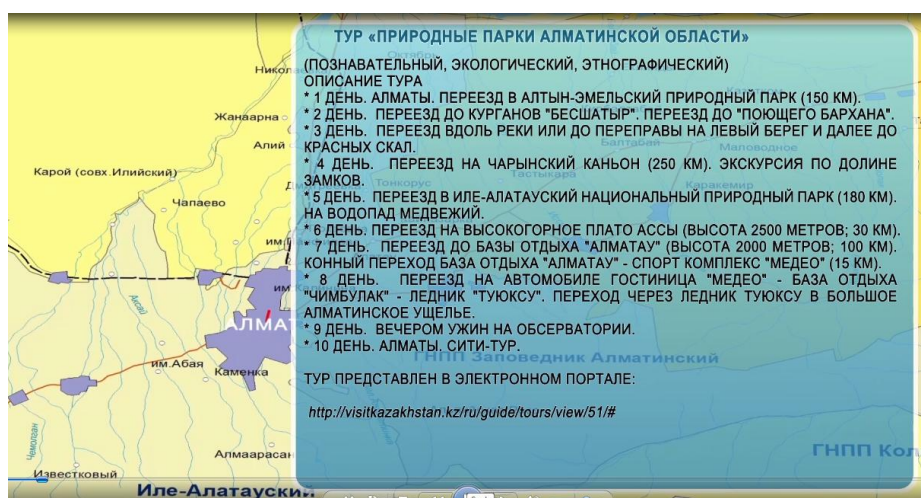 ТУР «ПРИРОДНЫЕ ПАРКИ АЛМАТИНСКОЙ ОБЛАСТИ»
(ПОЗНАВАТЕЛЬНЫЙ, ЭКОЛОГИЧЕСКИЙ, ЭТНОГРАФИЧЕСКИЙ)
ОПИСАНИЕ ТУРА
* 1 ДЕНЬ. АЛМАТЫ. ПЕРЕЕЗД В АЛТЫН-ЭМЕЛЬСКИЙ ПРИРОДНЫЙ ПАРК (150 КМ).
* 2 ДЕНЬ. ПЕРЕЕЗД ДО КУРГАНОВ "БЕСШАТЫР". ПЕРЕЕЗД ДО "ПОЮЩЕГО БАРХАНА".
* 3 ДЕНЬ. ПЕРЕЕЗД ВДОЛЬ РЕКИ ИЛИ ДО ПЕРЕПРАВЫ НА ЛЕВЫЙ БЕРЕГ И ДАЛЕЕ ДО
КРАСНЫХ СКАЛ.
* 4 ДЕНЬ. ПЕРЕЕЗД НА ЧАРЫНСКИЙ КАНЬОН (250 КМ). ЭКСКУРСИЯ ПО ДОЛИНЕ
ЗАМКОВ.
* 5 ДЕНЬ. ПЕРЕЕЗД В ИЛЕ-АЛАТАУСКИЙ НАЦИОНАЛЬНЫЙ ПРИРОДНЫЙ ПАРК (180 КМ).
НА ВОДОПАД МЕДВЕЖИЙ.
* 6 ДЕНЬ. ПЕРЕЕЗД НА ВЫСОКОГОРНОЕ ПЛАТО АССЫ (ВЫСОТА 2500 МЕТРОВ; 30 КМ).
* 7 ДЕНЬ. ПЕРЕЕЗД ДО БАЗЫ ОТДЫХА "АЛМАТАУ" (ВЫСОТА 2000 МЕТРОВ; 100 КМ).
КОННЫЙ ПЕРЕХОД БАЗА ОТДЫХА "АЛМАТАУ" - СПОРТ КОМПЛЕКС "МЕДЕО" (15 КМ).
* 8 ДЕНЬ. ПЕРЕЕЗД НА АВТОМОБИЛЕ ГОСТИНИЦА "МЕДЕО" - БАЗА ОТДЫХА
"ЧИМБУЛАК" - ЛЕДНИК "ТУЮКСУ". ПЕРЕХОД ЧЕРЕЗ ЛЕДНИК ТУЮКСУ В БОЛЬШОЕ
АЛМАТИНСКОЕ УЩЕЛЬЕ.
* 9 ДЕНЬ. ВЕЧЕРОМ УЖИН НА ОБСЕРВАТОРИИ.
* 10 ДЕНЬ. АЛМАТЫ. СИТИ-ТУР.
ТУР ПРЕДСТАВЛЕН В ЭЛЕКТРОННОМ ПОРТАЛЕ:
http://visitkazakhstan.kz/ru/guide/tours/view/51/#
Жанаарна
Алий
Карой (совх.Илийский)
Чапаево
Тонкорус
Тастыкара
Балтабай
Маловодное
Каракемир
Аксай
АЛМАТ
им.Абая
Каменка
ГНПП Заповедник Алматинский
Чемолган
Алмаарасан
Известковый
Иле-Алатауский
ГНПП Кол